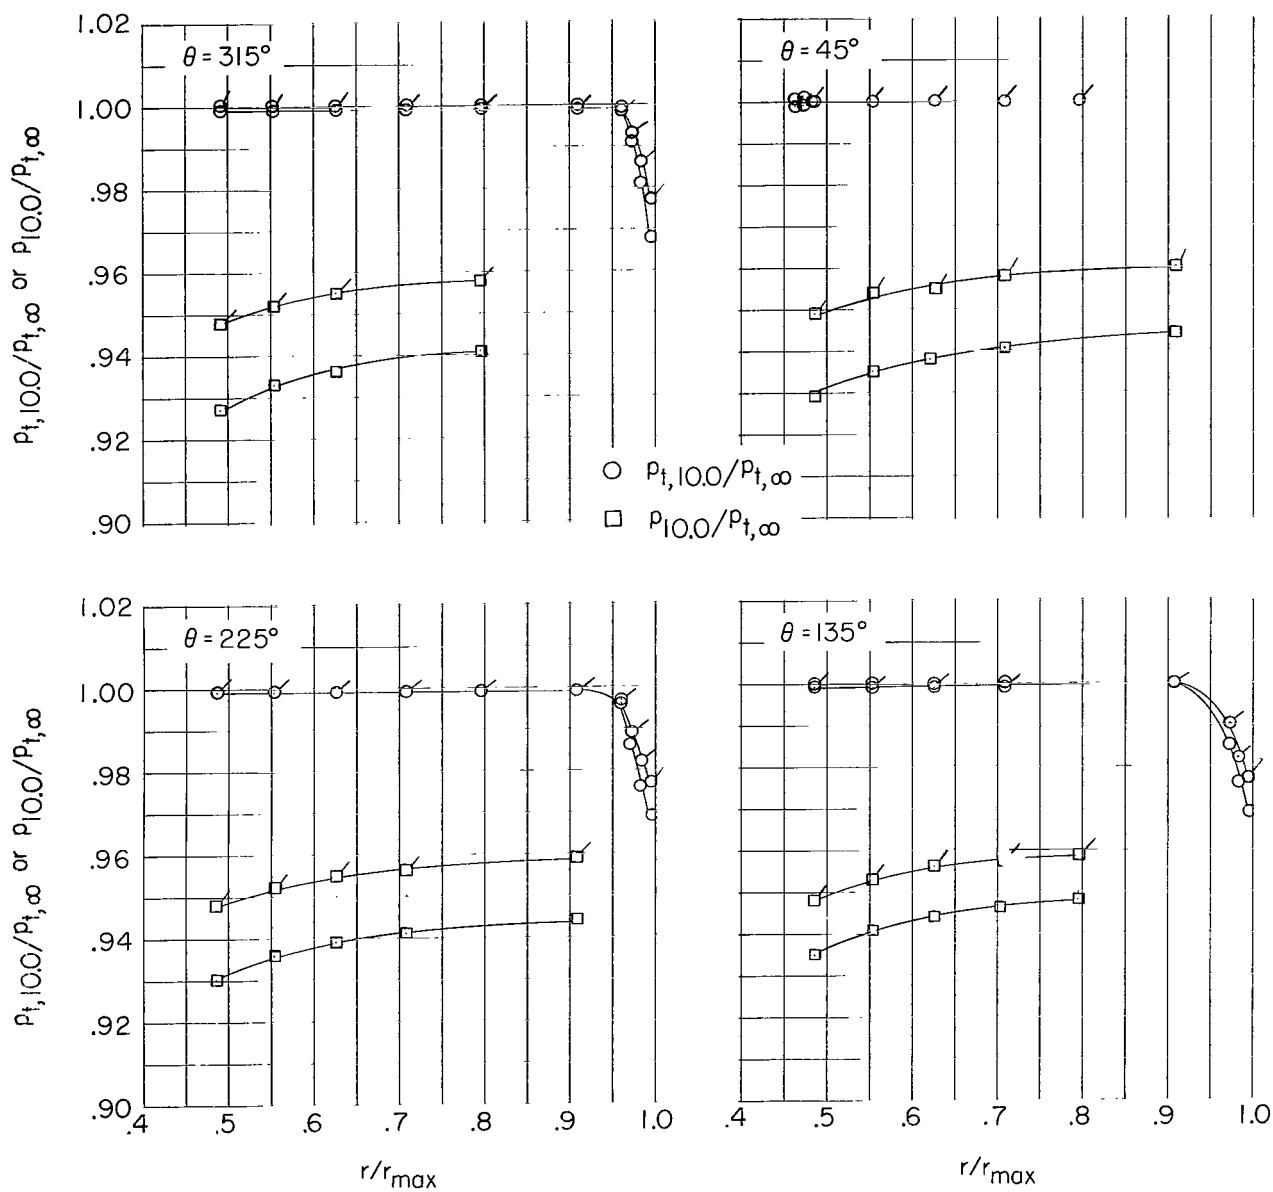 1.02
1.00
.98
.96
.94
.92
.90
p_t,10.0/p_t,∞ or p_10.0/p_t,∞
θ = 315°
θ = 45°
○ p_t,10.0/p_t,∞
□ p_10.0/p_t,∞
1.02
1.00
.98
.96
.94
.92
.90
p_t,10.0/p_t,∞ or p_10.0/p_t,∞
θ = 225°
θ = 135°
.4 .5 .6 .7 .8 .9 1.0
.4 .5 .6 .7 .8 .9 1.0
r/r_max
r/r_max